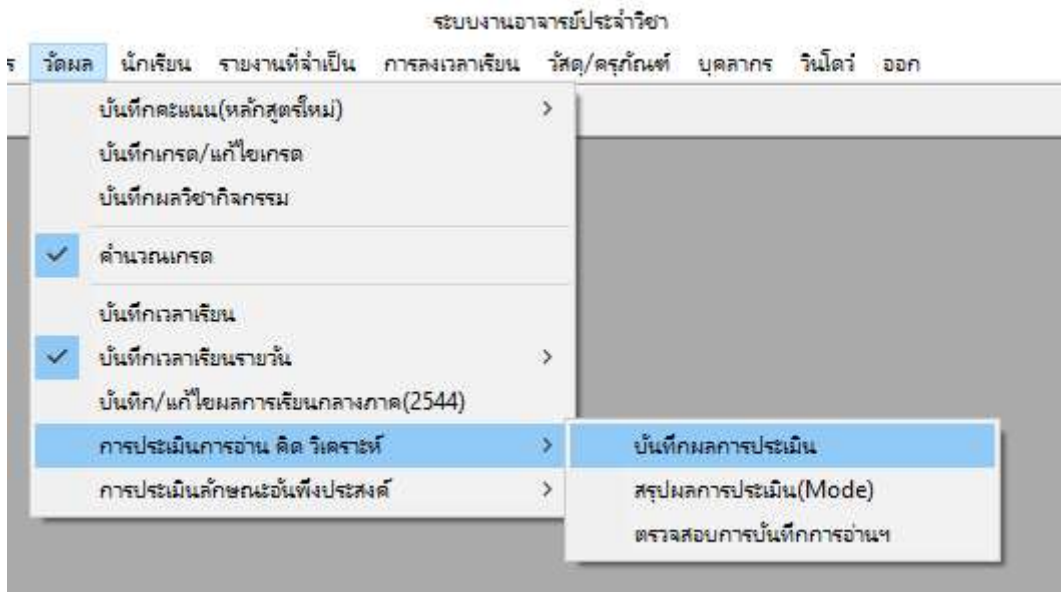 ระบบงานอาจารย์ประจำวิชา
ร วัดผล นักเรียน รายงานที่จำเป็น การลงเวลาเรียน วัสดุ/ครุภัณฑ์ บุคลากร วินโดว์ ออก
บันทึกคะแนน(หลักสูตรใหม่)
บันทึกเกรด/แก้ไขเกรด
บันทึกผลวิชากิจกรรม
คำนวณเกรด
บันทึกเวลาเรียน
บันทึกเวลาเรียนรายวัน
บันทึก/แก้ไขผลการเรียนกลางภาค(2544)
การประเมินการอ่าน คิด วิเคราะห์
บันทึกผลการประเมิน
การประเมินลักษณะอันพึงประสงค์
สรุปผลการประเมิน(Mode)
ตรวจสอบการบันทึกการอ่านฯ